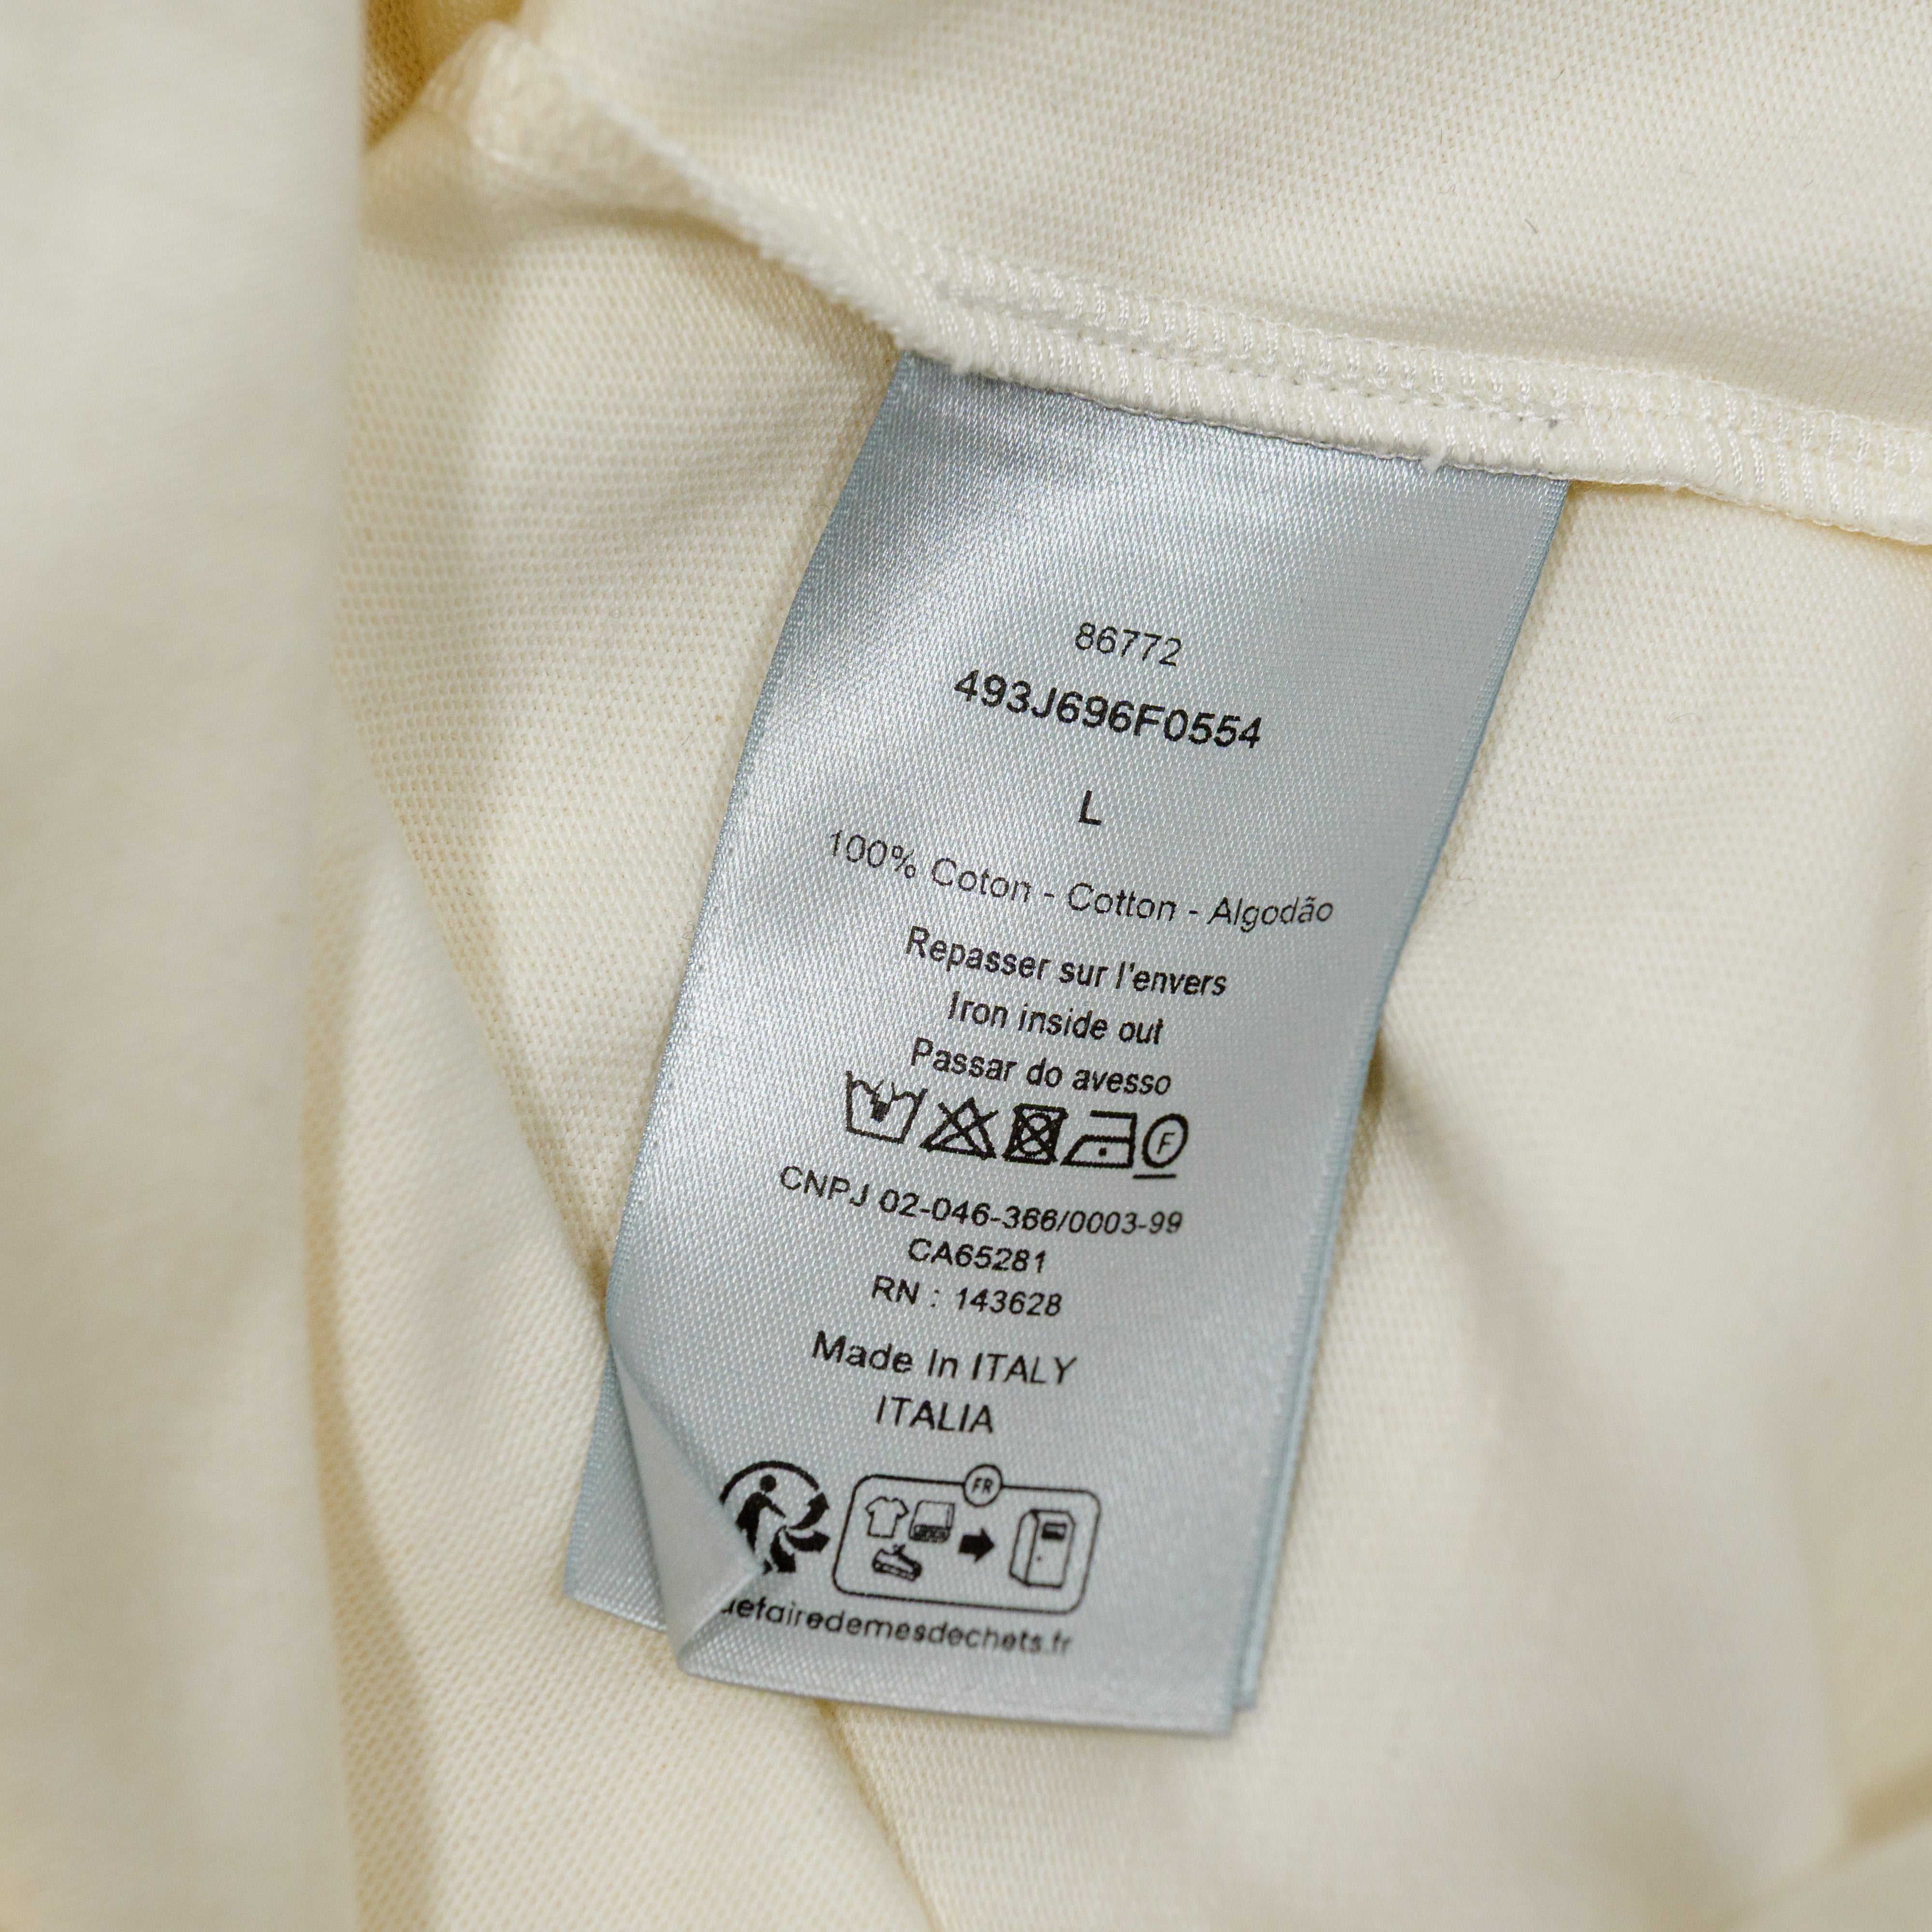 86772
493J696F0554
L
100% Coton - Cotton - Algodão
Repasser sur l'envers
Iron inside out
Passar do avesso
F
CNPJ 02-046-366/0003-99
CA65281
RN : 143628
Made In ITALY
ITALIA
FR
efairedemesdechets.fr